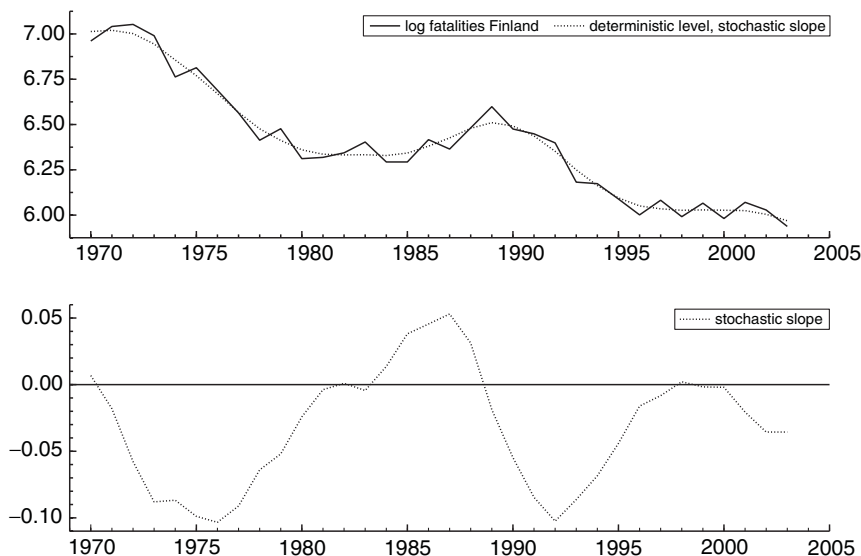 log fatalities Finland deterministic level, stochastic slope
7.00
6.75
6.50
6.25
6.00
1970 1975 1980 1985 1990 1995 2000 2005
stochastic slope
0.05
0.00
−0.05
−0.10
1970 1975 1980 1985 1990 1995 2000 2005